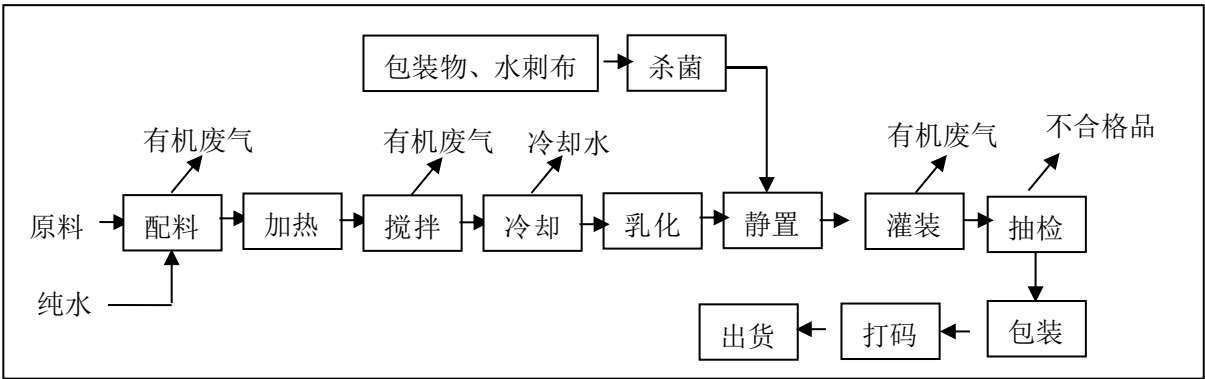 包装物、水刺布
杀菌
有机废气
有机废气
冷却水
有机废气
不合格品
原料
配料
加热
搅拌
冷却
乳化
静置
灌装
抽检
纯水
出货
打码
包装